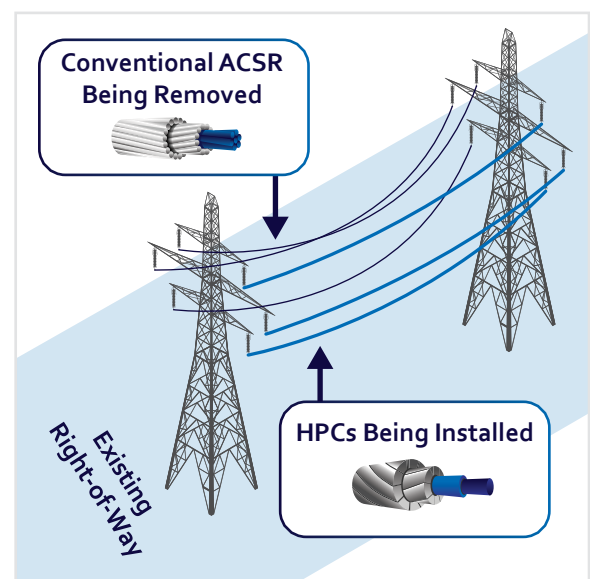 Conventional ACSR
Being Removed
HPCs Being Installed
Existing
Right-of-Way